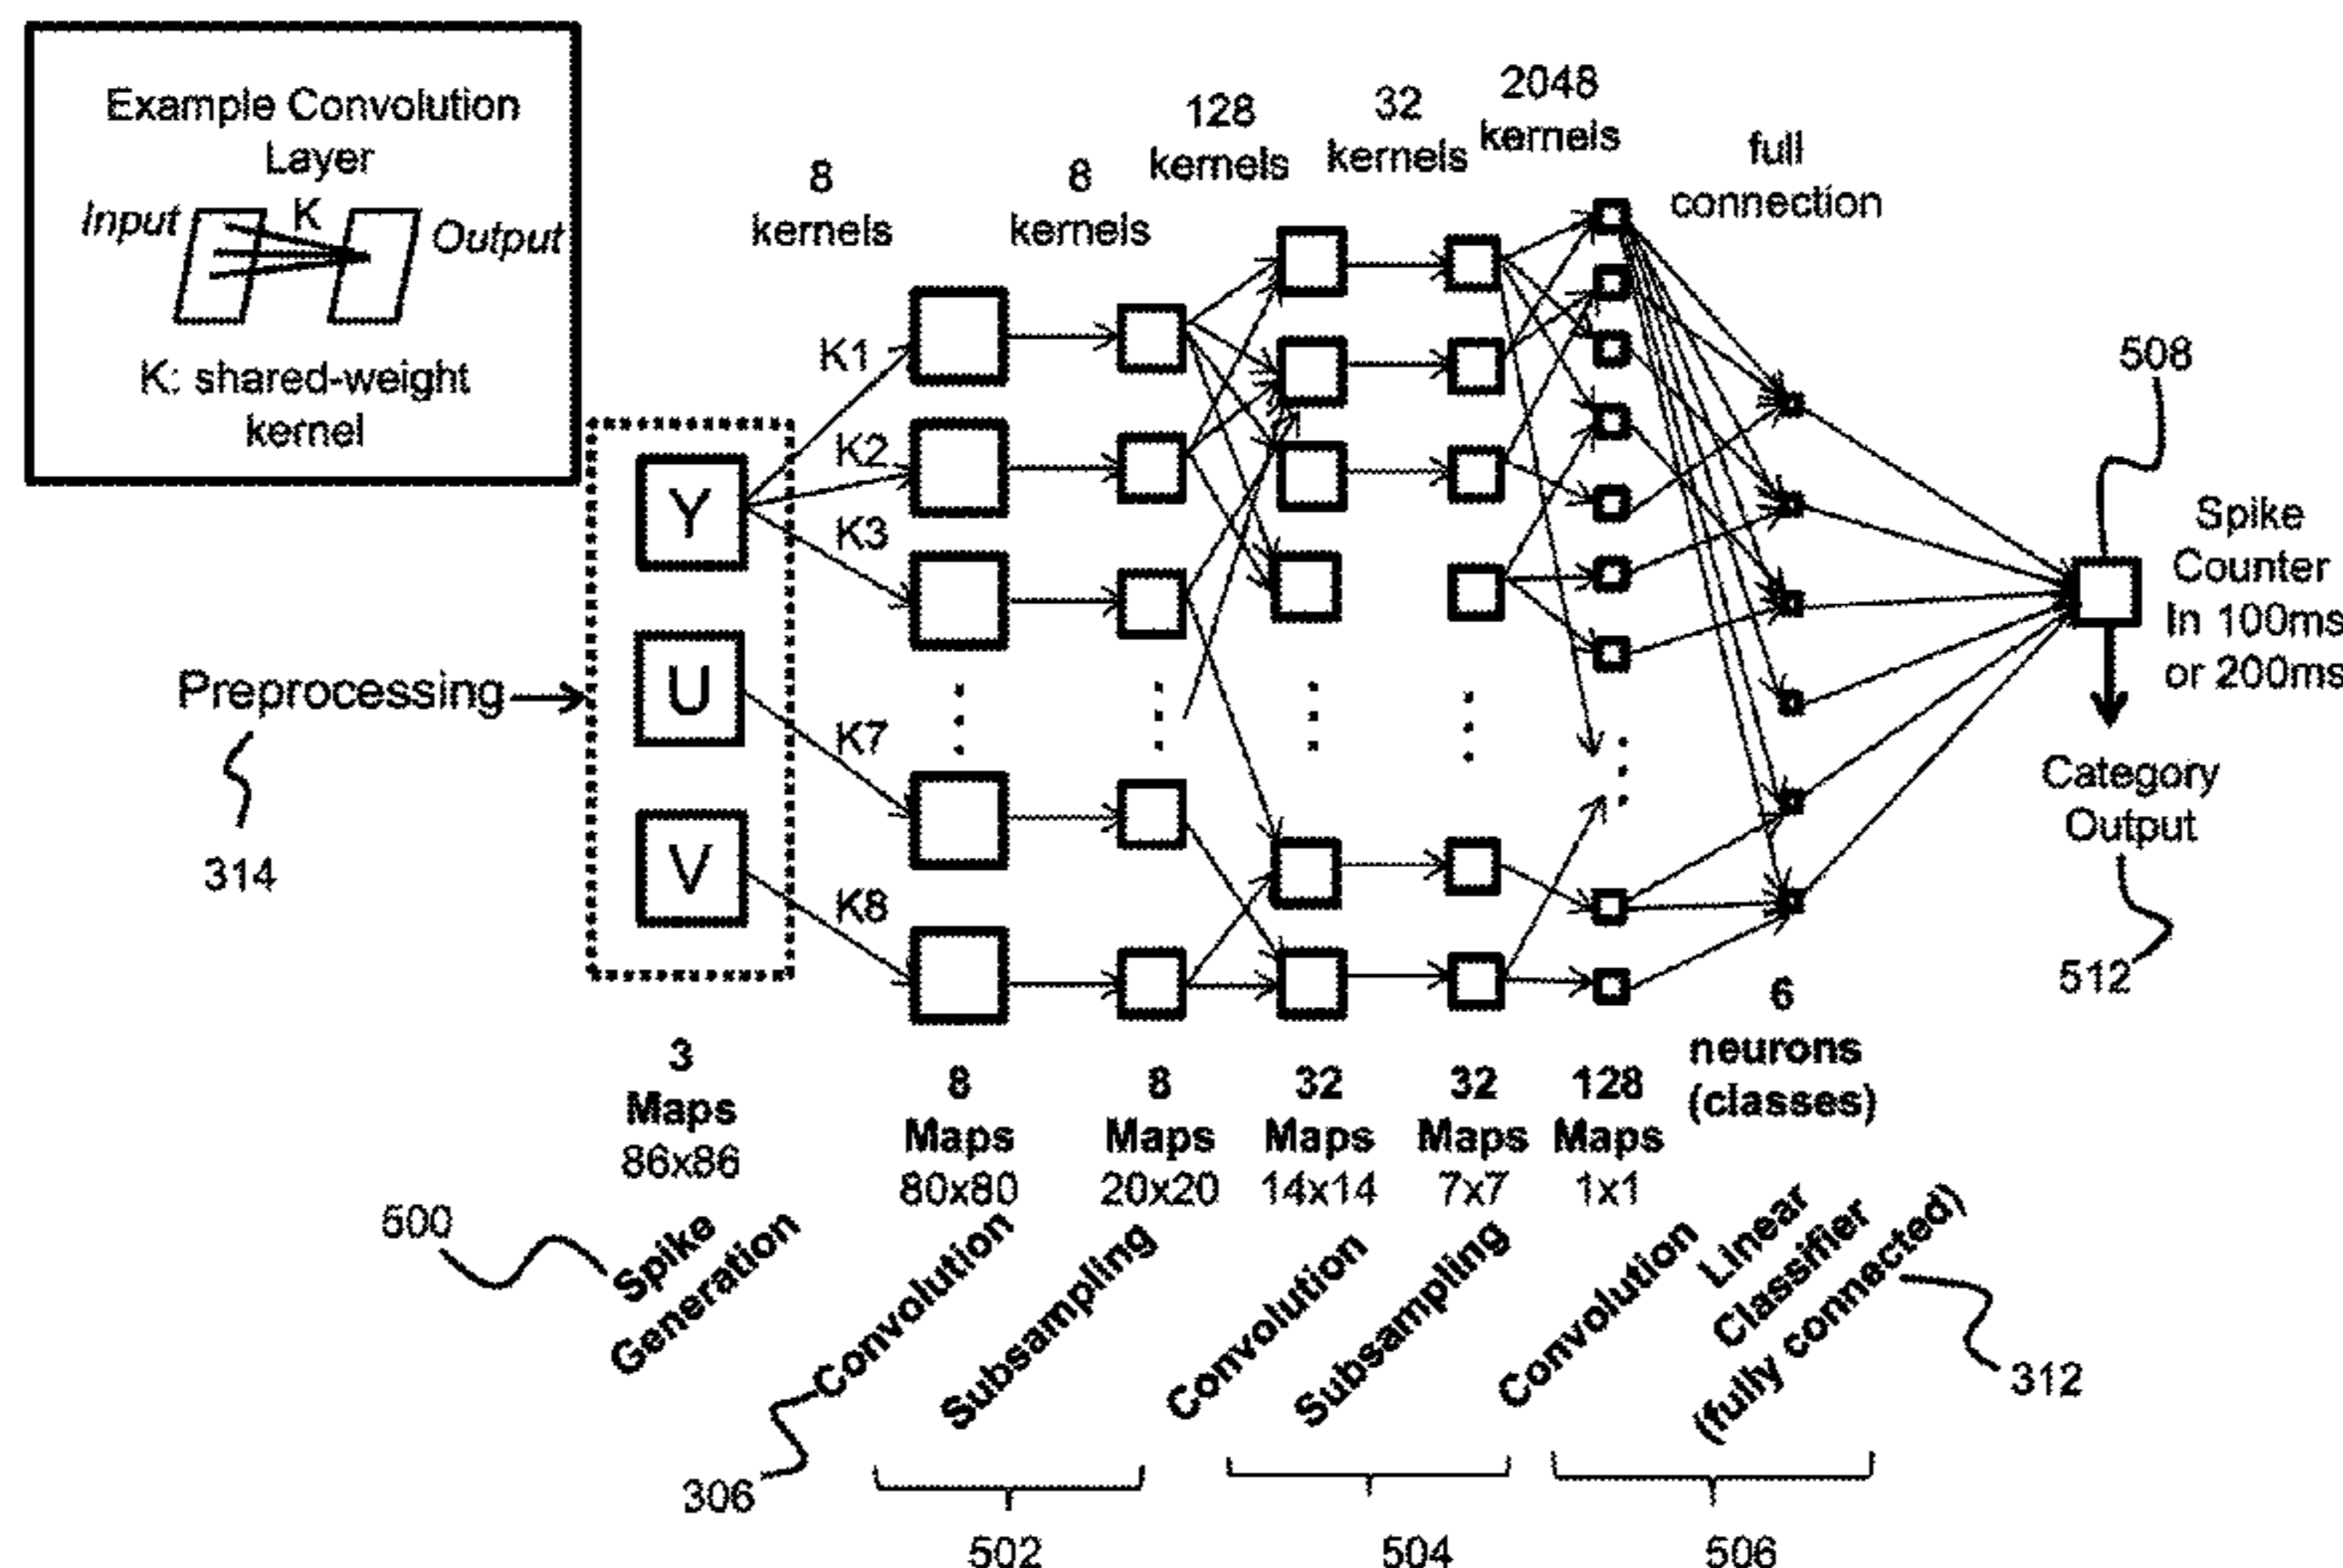 Example Convolution
Layer
Input
K
Output
K: shared-weight
kernel
8
kernels
8
kernels
128
kernels
32
kernels
2048
kernels
full
connection
K1
K2
K3
K7
K8
Y
U
V
Preprocessing
314
508
Spike
Counter
In 100ms
or 200ms
Category
Output
512
3
Maps
86x86
8
Maps
80x80
8
Maps
20x20
32
Maps
14x14
32
Maps
7x7
128
Maps
1x1
6
neurons
(classes)
500
Spike
Generation
Convolution
Subsampling
Convolution
Subsampling
Convolution
Linear
Classifier
(fully connected)
312
306
502
504
506